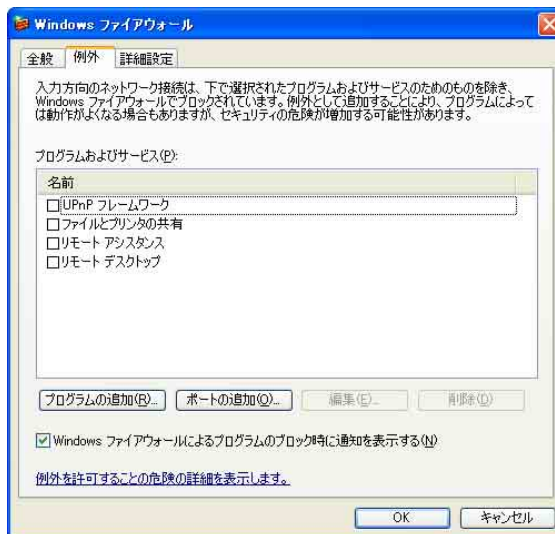 Windows ファイアウォール
全般 例外 詳細設定
入力方向のネットワーク接続は、下で選択されたプログラムおよびサービスのためのものを除き、
Windows ファイアウォールでブロックされています。例外として追加することにより、プログラムによって
は動作がよくなる場合もありますが、セキュリティの危険が増加する可能性があります。
プログラムおよびサービス(P):
名前
UPnP フレームワーク
ファイルとプリンタの共有
リモート アシスタンス
リモート デスクトップ
プログラムの追加(R)... ポートの追加(O)... 編集(E)... 削除(D)
Windows ファイアウォールによるプログラムのブロック時に通知を表示する(N)
例外を許可することの危険の詳細を表示します。
OK キャンセル